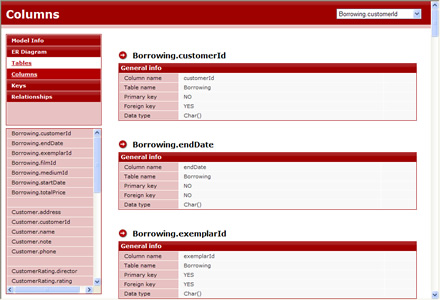 Columns
Borrowing.customerId
Model Info
ER Diagram
Tables
Columns
Keys
Relationships
Borrowing.customerId
Borrowing.endDate
Borrowing.exemplarId
Borrowing.filmId
Borrowing.mediumId
Borrowing.startDate
Borrowing.totalPrice
Customer.address
Customer.customerId
Customer.name
Customer.note
Customer.phone
CustomerRating.director
CustomerRating.rating
Borrowing.customerId
General info
Column name customerId
Table name Borrowing
Primary key NO
Foreign key YES
Data type Char()
Borrowing.endDate
General info
Column name endDate
Table name Borrowing
Primary key NO
Foreign key NO
Data type Char()
Borrowing.exemplarId
General info
Column name exemplarId
Table name Borrowing
Primary key YES
Foreign key YES
Data type Char()